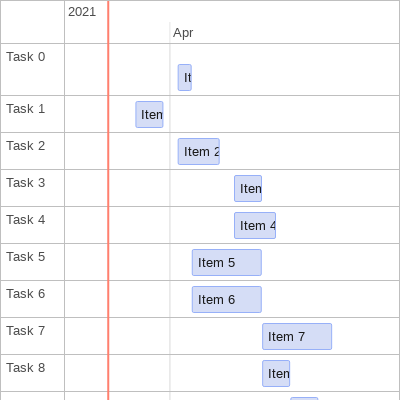 2021
Apr
Task 0
It
Task 1
Item
Task 2
Item 2
Task 3
Item
Task 4
Item 4
Task 5
Item 5
Task 6
Item 6
Task 7
Item 7
Task 8
Item